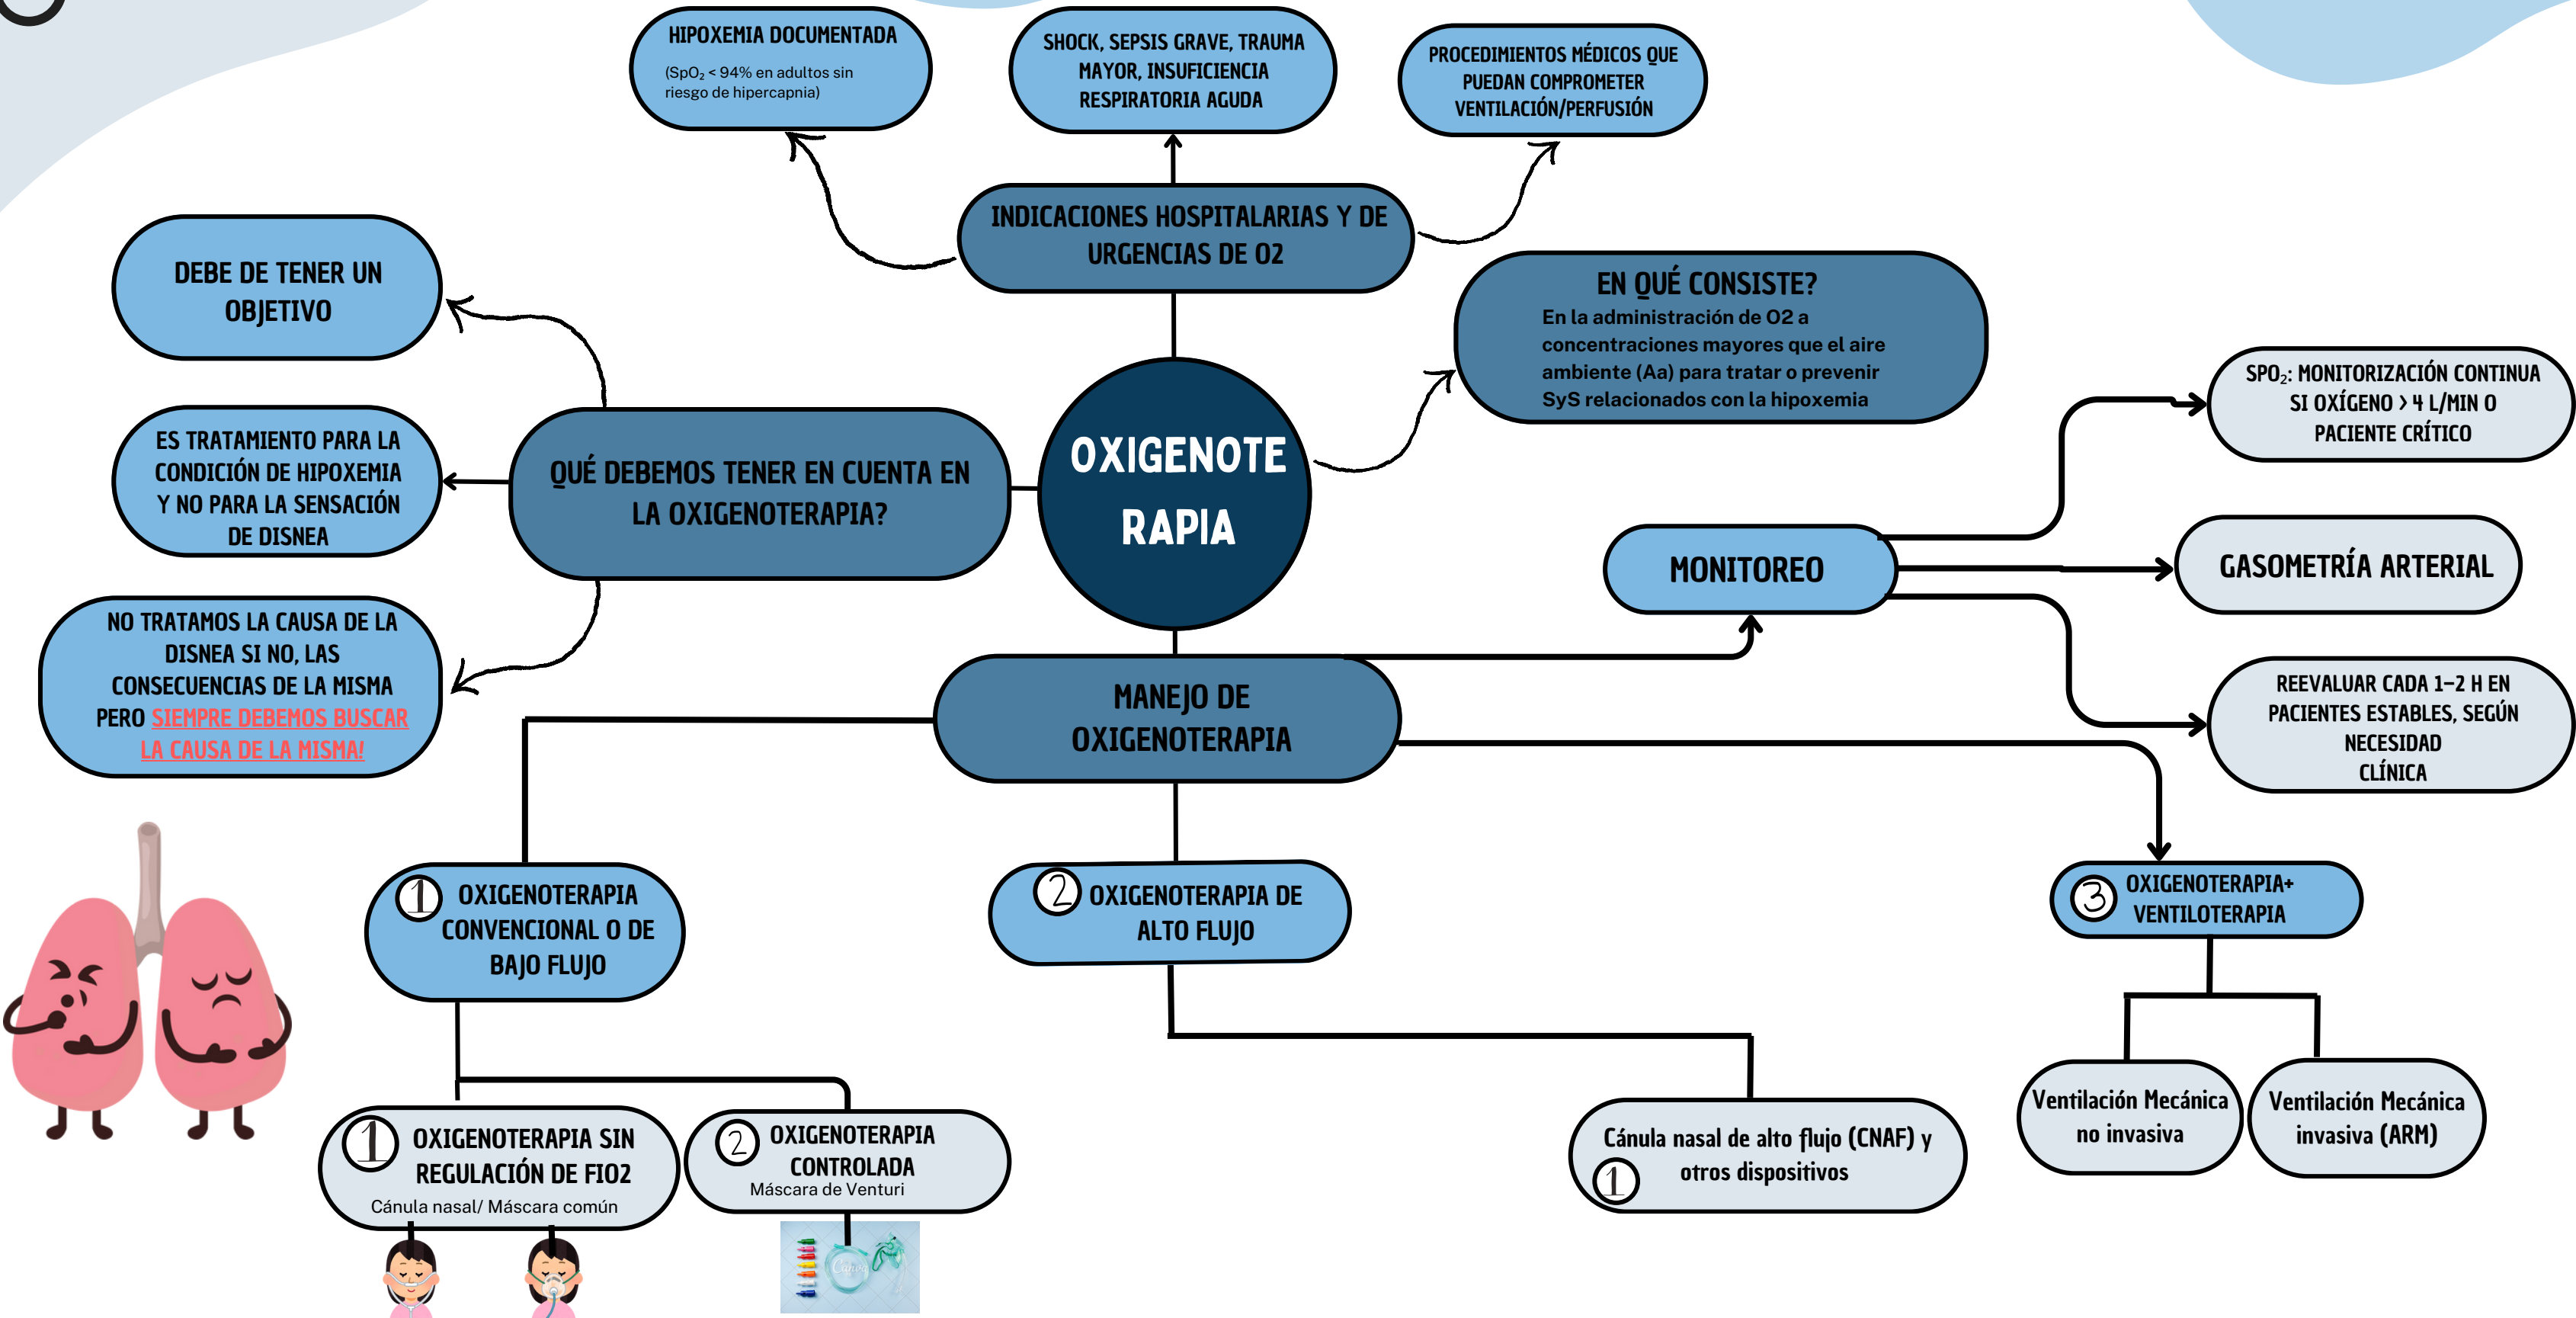 HIPOXEMIA DOCUMENTADA
(SpO₂ < 94% en adultos sin
riesgo de hipercapnia)
SHOCK, SEPSIS GRAVE, TRAUMA
MAYOR, INSUFICIENCIA
RESPIRATORIA AGUDA
PROCEDIMIENTOS MÉDICOS QUE
PUEDAN COMPROMETER
VENTILACIÓN/PERFUSIÓN
INDICACIONES HOSPITALARIAS Y DE
URGENCIAS DE O2
DEBE DE TENER UN
OBJETIVO
EN QUÉ CONSISTE?
En la administración de O2 a
concentraciones mayores que el aire
ambiente (Aa) para tratar o prevenir
SyS relacionados con la hipoxemia
ES TRATAMIENTO PARA LA
CONDICIÓN DE HIPOXEMIA
Y NO PARA LA SENSACIÓN
DE DISNEA
QUÉ DEBEMOS TENER EN CUENTA EN
LA OXIGENOTERAPIA?
OXIGENOTE
RAPIA
SPO₂: MONITORIZACIÓN CONTINUA
SI OXÍGENO > 4 L/MIN O
PACIENTE CRÍTICO
MONITOREO
GASOMETRÍA ARTERIAL
NO TRATAMOS LA CAUSA DE LA
DISNEA SI NO, LAS
CONSECUENCIAS DE LA MISMA
PERO SIEMPRE DEBEMOS BUSCAR
LA CAUSA DE LA MISMA!
MANEJO DE
OXIGENOTERAPIA
REEVALUAR CADA 1–2 H EN
PACIENTES ESTABLES, SEGÚN
NECESIDAD
CLÍNICA
1 OXIGENOTERAPIA
CONVENCIONAL O DE
BAJO FLUJO
2 OXIGENOTERAPIA DE
ALTO FLUJO
3 OXIGENOTERAPIA+
VENTILOTERAPIA
1 OXIGENOTERAPIA SIN
REGULACIÓN DE FIO2
Cánula nasal/ Máscara común
2 OXIGENOTERAPIA
CONTROLADA
Máscara de Venturi
Canva
Cánula nasal de alto flujo (CNAF) y
1 otros dispositivos
Ventilación Mecánica
no invasiva
Ventilación Mecánica
invasiva (ARM)